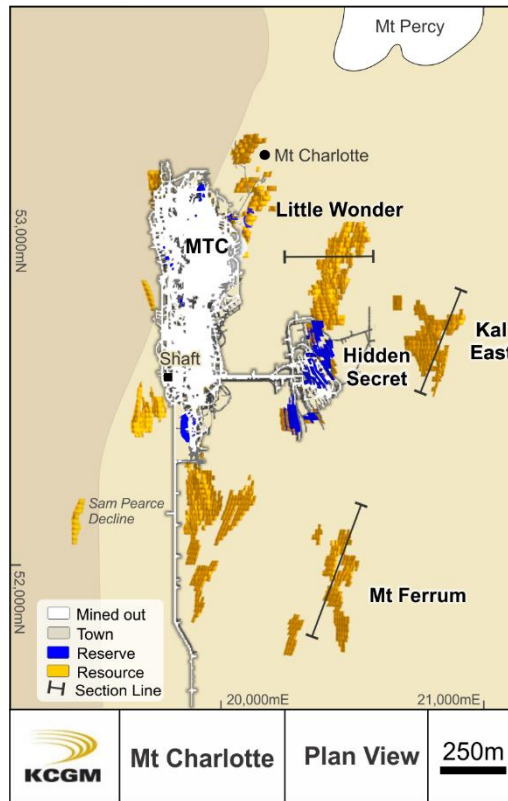 Mt Percy
Mt Charlotte
Little Wonder
MTC
53,000mN
Kal
East
Hidden
Secret
Shaft
Sam Pearce
Decline
52,000mN
Mt Ferrum
Mined out
Town
Reserve
Resource
Section Line
20,000mE
21,000mE
KCGM
Mt Charlotte
Plan View
250m